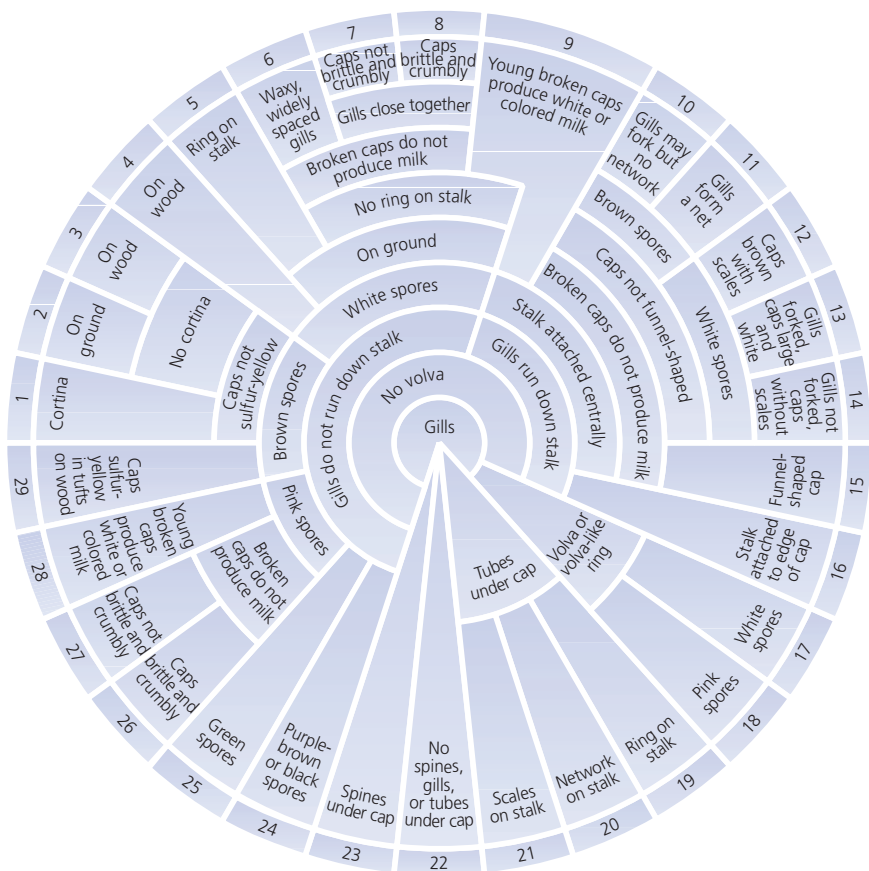 1
2
3
4
5
6
7
8
9
10
11
12
13
14
15
16
17
18
19
20
21
22
23
24
25
26
27
28
29
Gills
No volva
Gills do not run down stalk
Gills run down stalk
White spores
Brown spores
Pink spores
Stalk attached centrally
On ground
No ring on stalk
Broken caps do not
produce milk
Gills close together
Caps not
brittle and
crumbly
Caps
brittle and
crumbly
Waxy,
widely
spaced
gills
Ring on
stalk
On
wood
On
wood
On
ground
No cortina
Caps not
sulfur-yellow
Cortina
Young broken caps
produce white or
colored milk
Broken caps do not produce milk
Caps not funnel-shaped
Brown spores
Gills may
fork but
no
network
Gills
form
a net
White spores
Caps
brown
with
scales
Gills
forked,
caps large
and
white
Gills not
forked,
caps
without
scales
Funnel-
shaped
cap
Stalk
attached
to edge
of cap
Volva or
volva-like
ring
White
spores
Pink
spores
Tubes
under cap
Ring on
stalk
Network
on stalk
Scales
on stalk
No
spines,
gills,
or tubes
under cap
Spines
under cap
Purple-
brown
or black
spores
Green
spores
Broken
caps do not
produce milk
Caps
brittle and
crumbly
Caps not
brittle and
crumbly
Young
broken
caps
produce
white or
colored
milk
Caps
sulfur-
yellow
in tufts
on wood